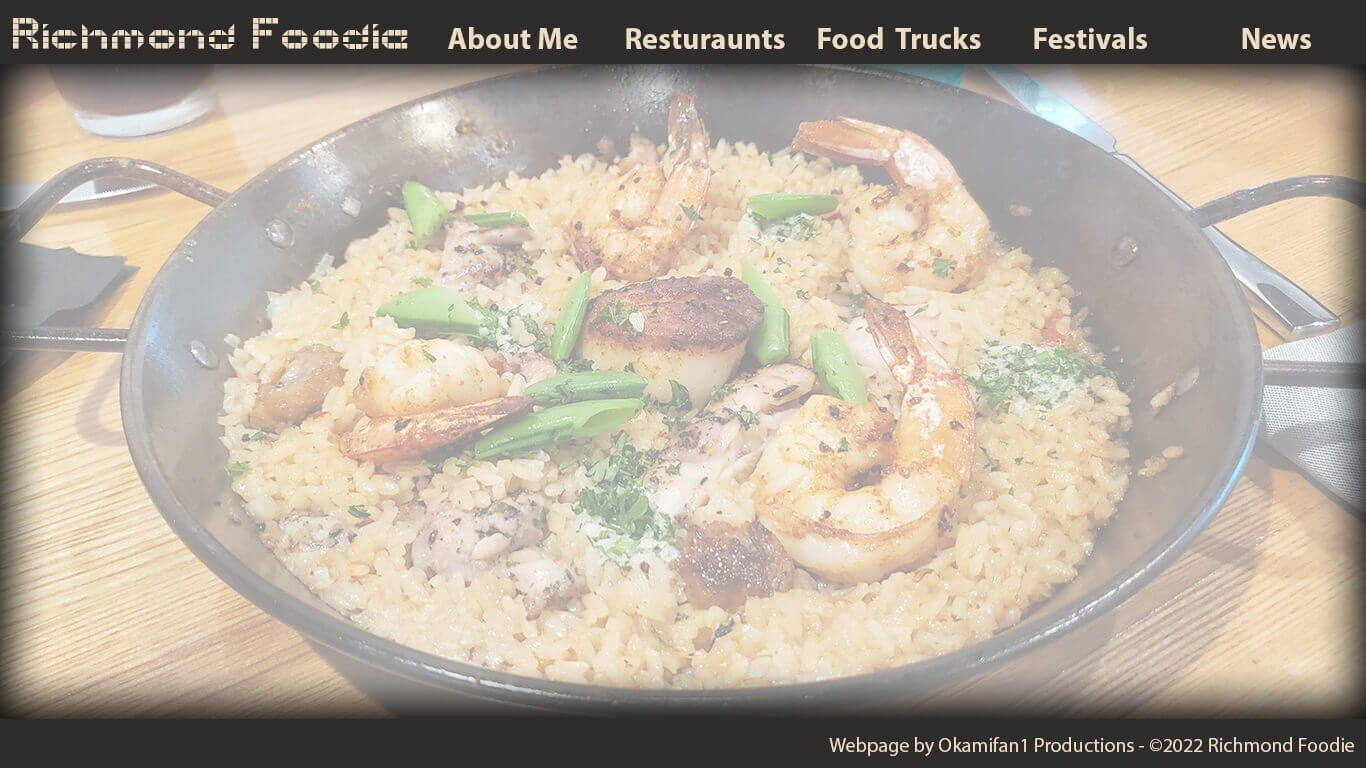 Richmond Foodie About Me Resturaunts Food Trucks Festivals News
Webpage by Okamifan1 Productions - ©2022 Richmond Foodie